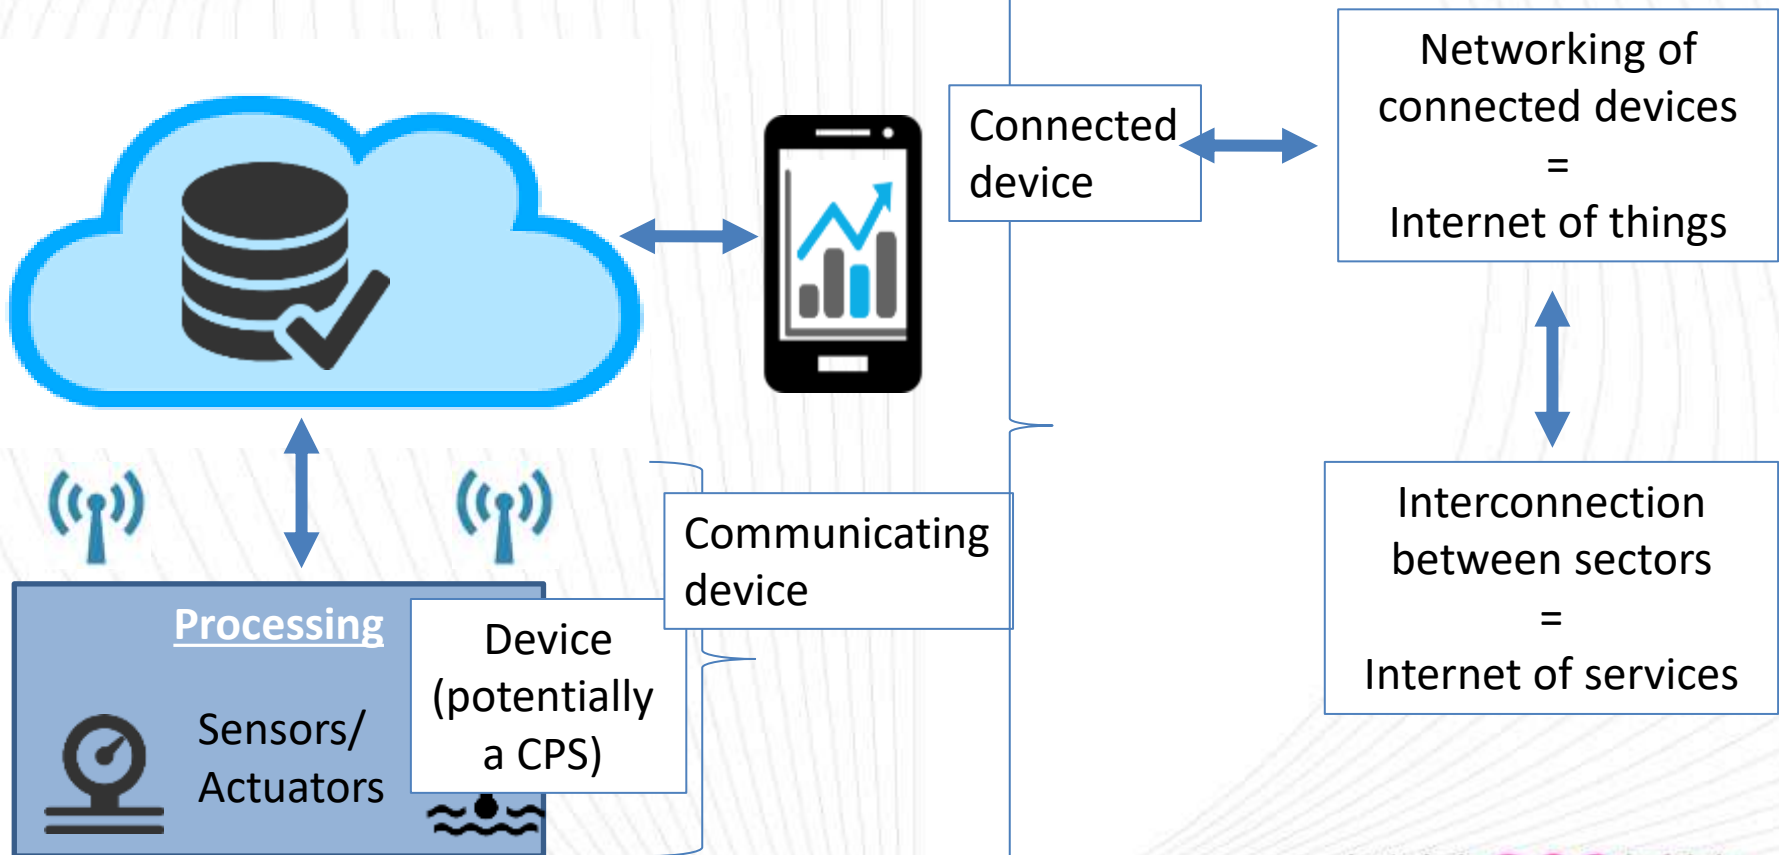 Connected
device
Networking of
connected devices
=
Internet of things
Communicating
device
Processing
Sensors/
Actuators
Device
(potentially
a CPS)
Interconnection
between sectors
=
Internet of services